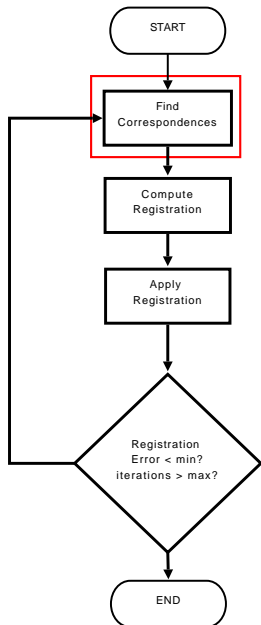 START
Find
Correspondences
Compute
Registration
Apply
Registration
Registration
Error < min?
iterations > max?
END